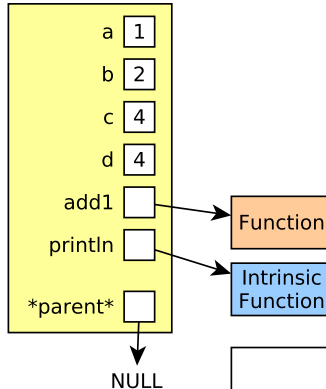 a 1
b 2
c 4
d 4
add1
Function
println
Intrinsic
Function
*parent*
NULL